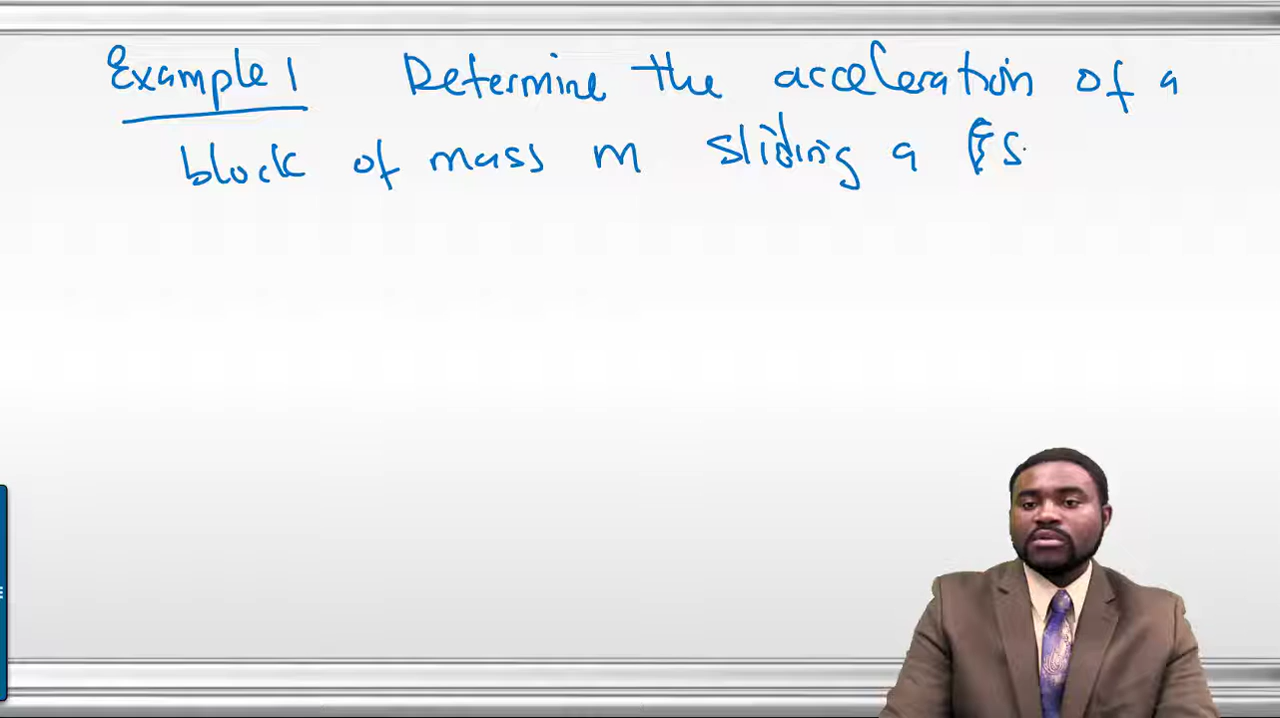 Example 1 Determine the acceleration of a
block of mass m sliding a